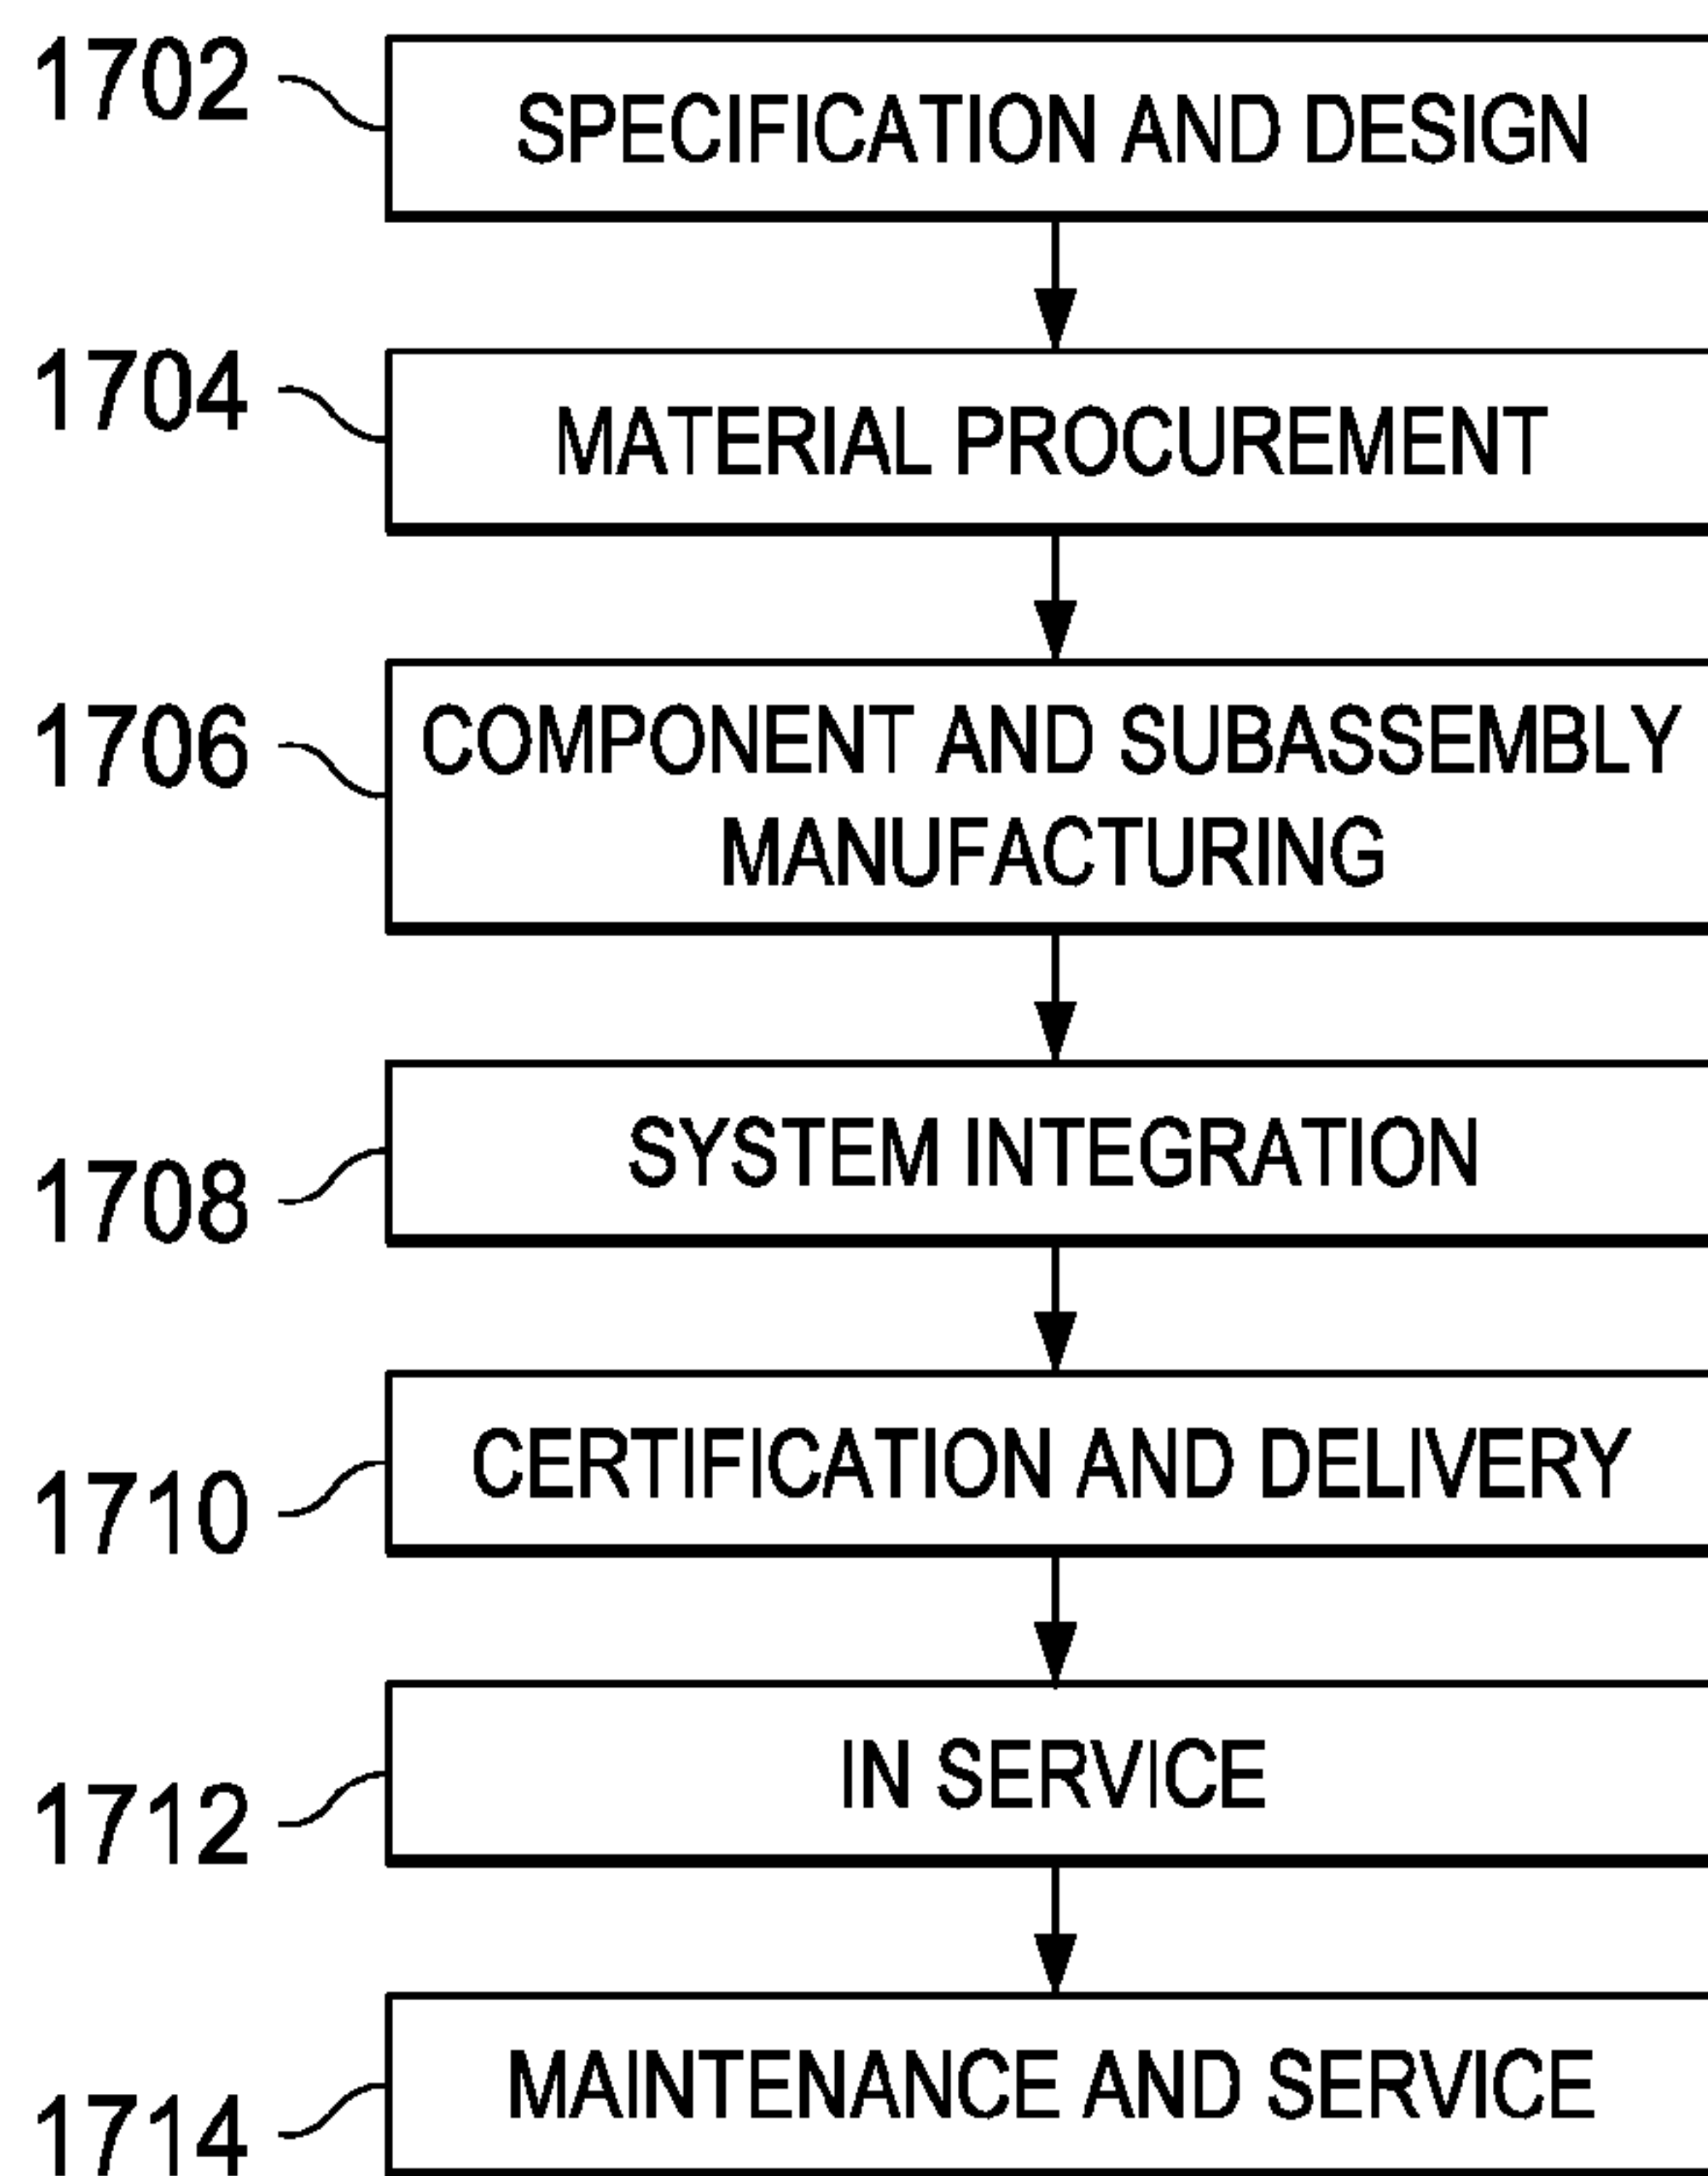 1702
SPECIFICATION AND DESIGN
1704
MATERIAL PROCUREMENT
1706
COMPONENT AND SUBASSEMBLY
MANUFACTURING
1708
SYSTEM INTEGRATION
1710
CERTIFICATION AND DELIVERY
1712
IN SERVICE
1714
MAINTENANCE AND SERVICE